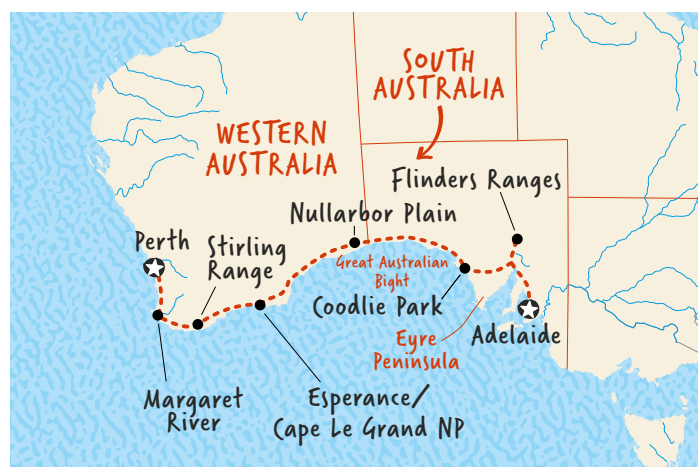 SOUTH
AUSTRALIA
WESTERN
AUSTRALIA
Flinders Ranges
Nullarbor Plain
Perth
Stirling
Range
Great Australian
Bight
Coodlie Park
Eyre
Peninsula
Adelaide
Margaret
River
Esperance/
Cape Le Grand NP